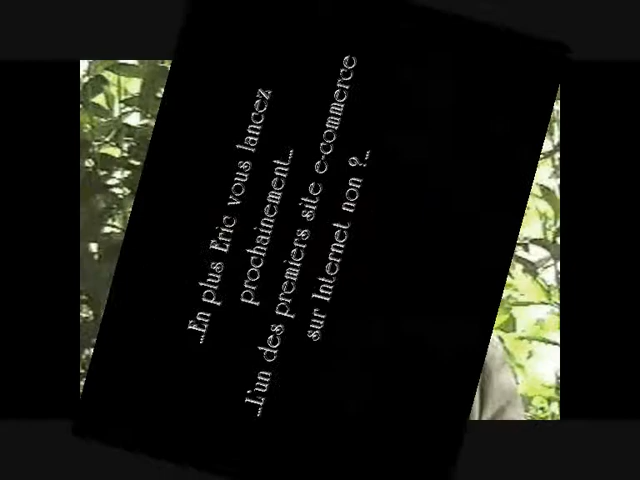 ...En plus Eric vous lancez
prochainement...
...L'un des premiers site e-commerce
sur Internet non ?...